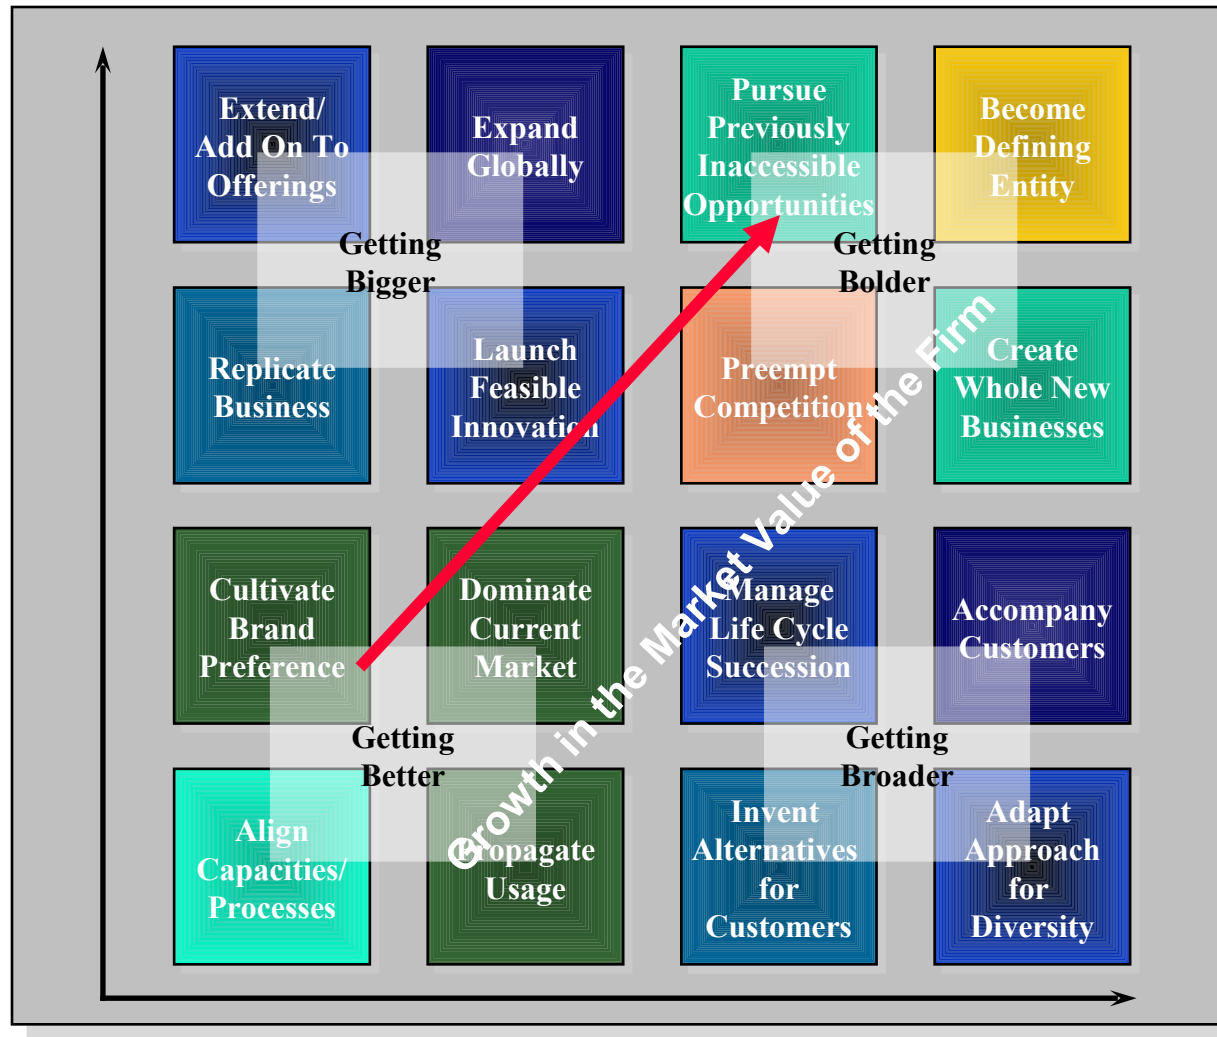 Extend/
Add On To
Offerings
Expand
Globally
Pursue
Previously
Inaccessible
Opportunities
Become
Defining
Entity
Getting
Bigger
Getting
Bolder
Replicate
Business
Launch
Feasible
Innovation
Preempt
Competition
Create
Whole New
Businesses
Growth in the Market Value of the Firm
Cultivate
Brand
Preference
Dominate
Current
Market
Manage
Life Cycle
Succession
Accompany
Customers
Getting
Better
Getting
Broader
Align
Capacities/
Processes
Propagate
Usage
Invent
Alternatives
for
Customers
Adapt
Approach
for
Diversity